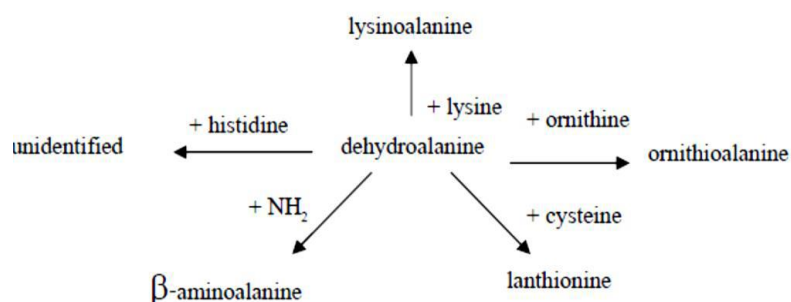 lysinoalanine
+ lysine
+ histidine
+ ornithine
unidentified
dehydroalanine
ornithioalanine
+ NH₂
+ cysteine
β-aminoalanine
lanthionine